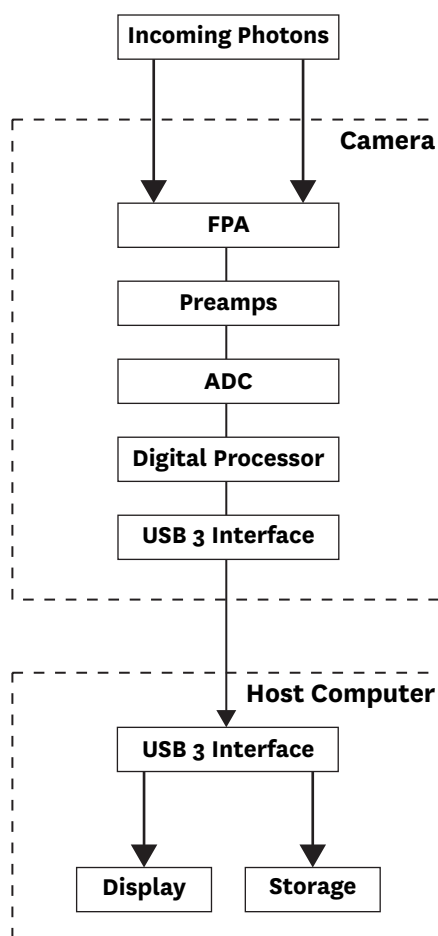 Incoming Photons
Camera
FPA
Preamps
ADC
Digital Processor
USB 3 Interface
Host Computer
USB 3 Interface
Display
Storage